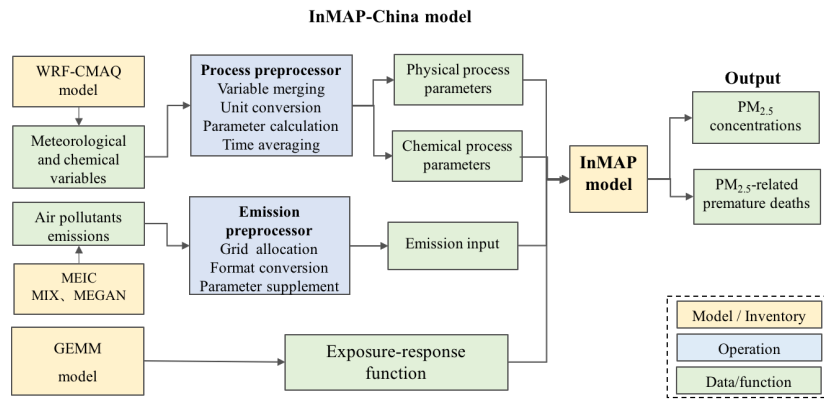 InMAP-China model
WRF-CMAQ
model
Meteorological
and chemical
variables
Process preprocessor
Variable merging
Unit conversion
Parameter calculation
Time averaging
Physical process
parameters
Chemical process
parameters
Air pollutants
emissions
MEIC
MIX、MEGAN
Emission
preprocessor
Grid allocation
Format conversion
Parameter supplement
Emission input
GEMM
model
Exposure-response
function
InMAP
model
Output
PM2.5
concentrations
PM2.5-related
premature deaths
Model / Inventory
Operation
Data/function